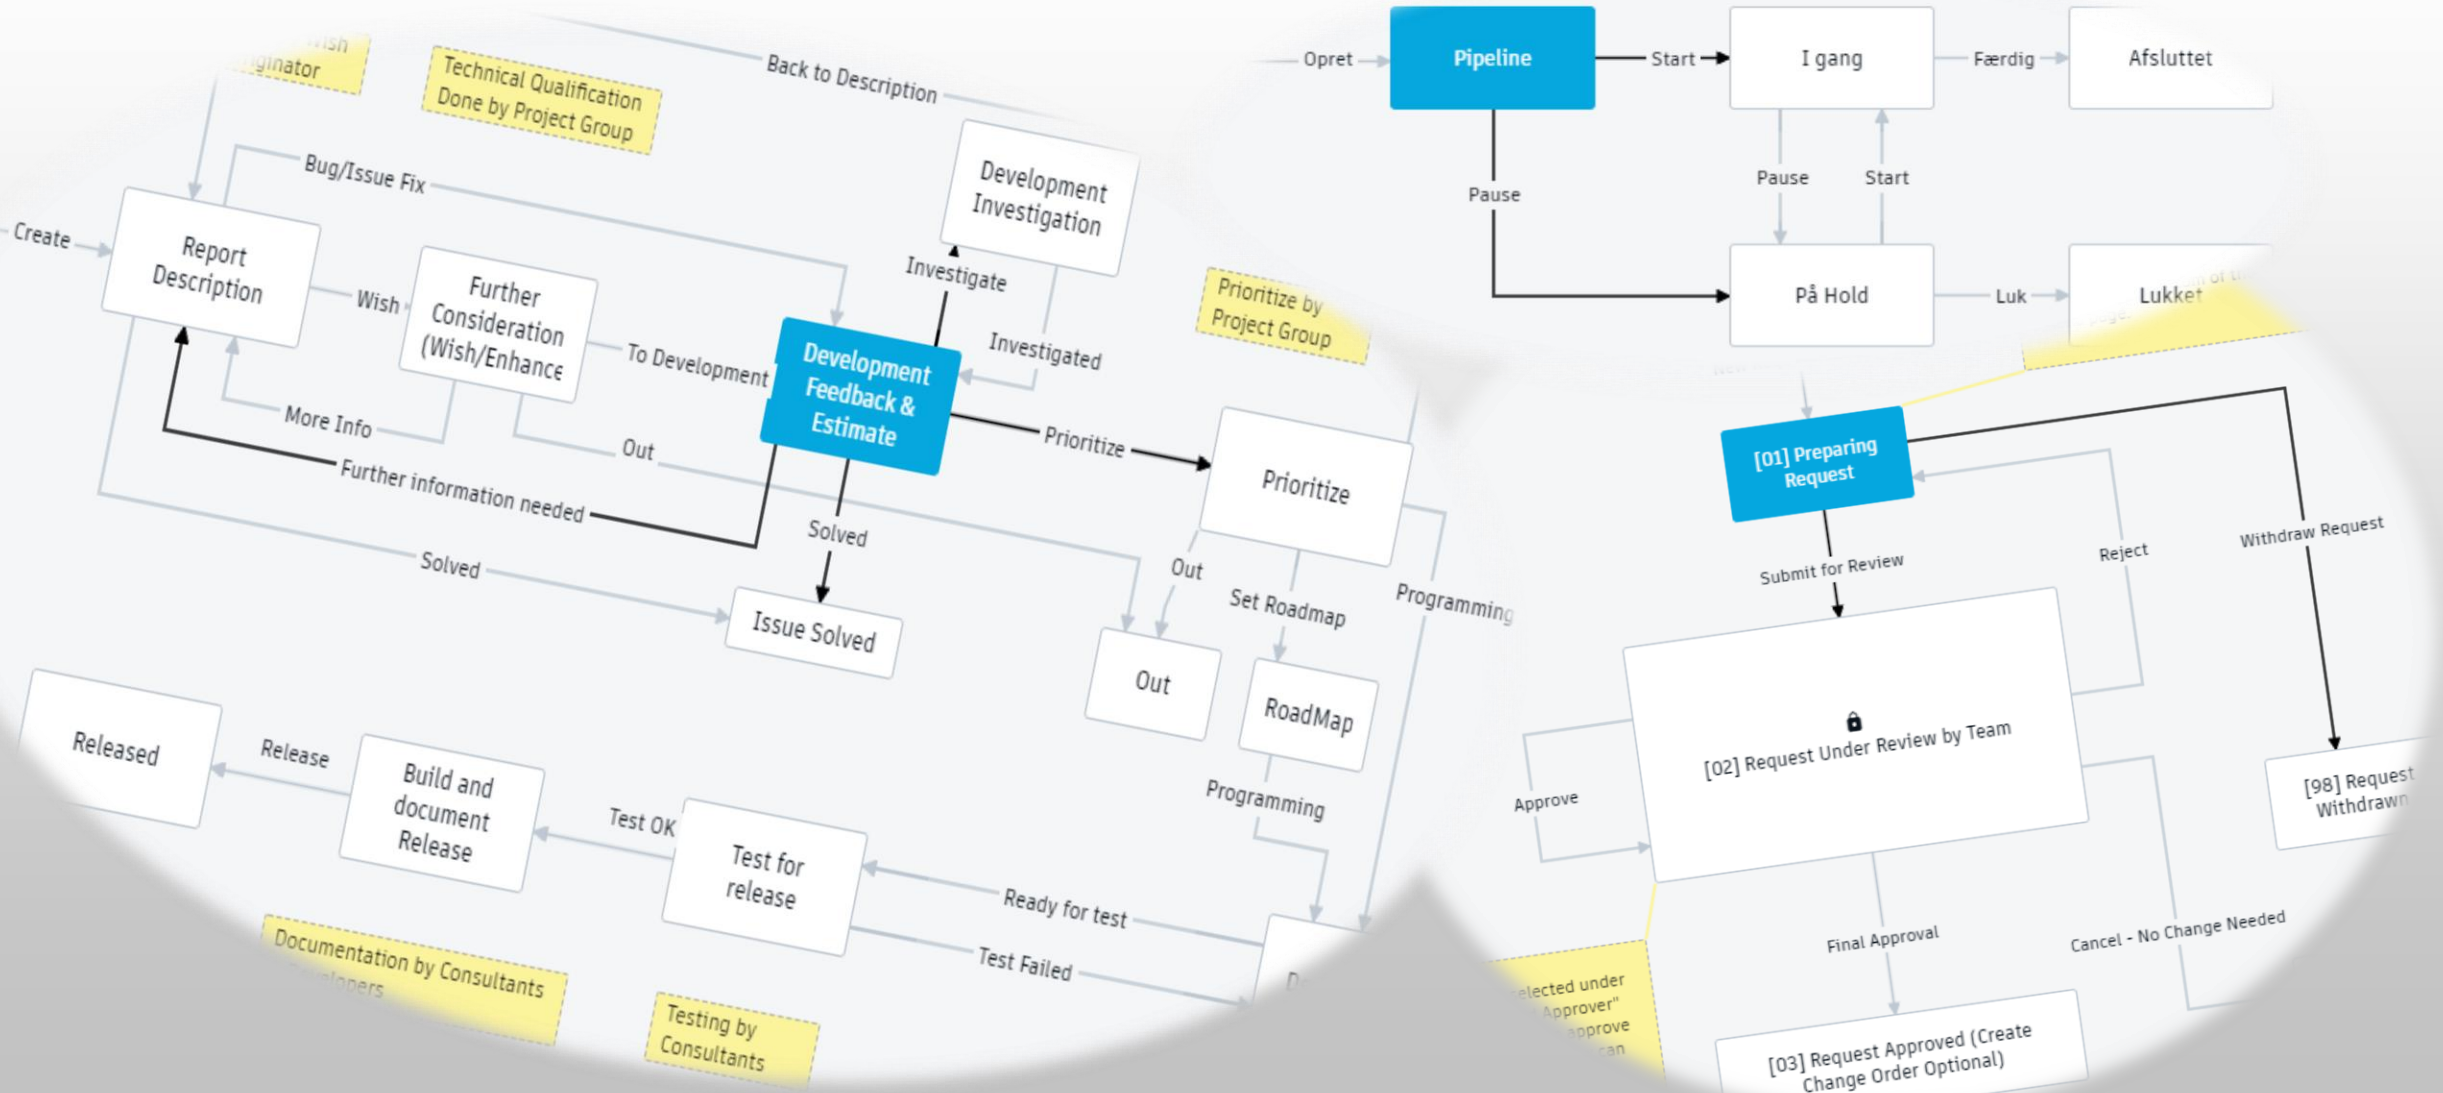 Technical Qualification
Done by Project Group
Back to Description
Bug/Issue Fix
Create
Report
Description
Wish
Further
Consideration
(Wish/Enhance
To Development
Development
Investigation
Investigate
Investigated
Development
Feedback &
Estimate
Prioritize by
Project Group
Prioritize
Prioritize
More Info
Out
Further information needed
Solved
Solved
Issue Solved
Out
Set Roadmap
Programming
Out
RoadMap
Programming
Released
Release
Build and
document
Release
Test OK
Test for
release
Ready for test
Test Failed
Documentation by Consultants
Testing by
Consultants
Opret
Pipeline
Start
I gang
Færdig
Afsluttet
Pause
Pause
Start
På Hold
Luk
Lukket
[01] Preparing
Request
Submit for Review
Reject
Withdraw Request
[02] Request Under Review by Team
Approve
[98] Request
Withdrawn
Final Approval
Cancel - No Change Needed
under
Approver"
approve
can
[03] Request Approved (Create
Change Order Optional)